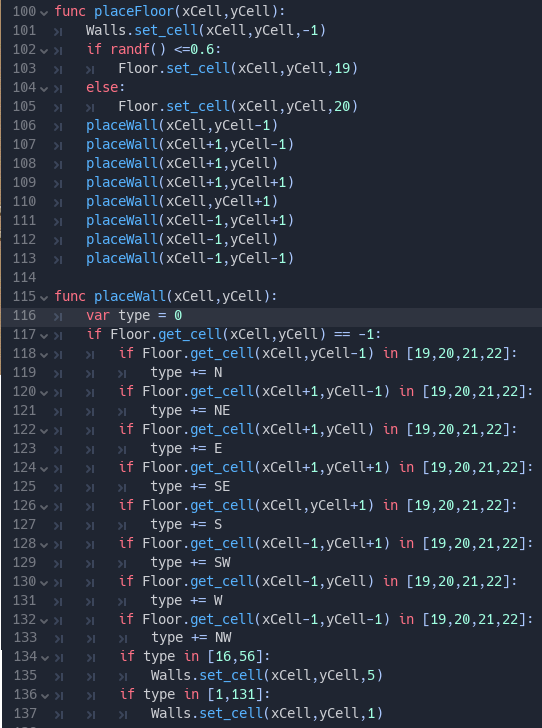 100 func placeFloor(xCell,yCell):
101 Walls.set_cell(xCell,yCell,-1)
102 if randf() <=0.6:
103 Floor.set_cell(xCell,yCell,19)
104 else:
105 Floor.set_cell(xCell,yCell,20)
106 placeWall(xCell,yCell-1)
107 placeWall(xCell+1,yCell-1)
108 placeWall(xCell+1,yCell)
109 placeWall(xCell+1,yCell+1)
110 placeWall(xCell,yCell+1)
111 placeWall(xCell-1,yCell+1)
112 placeWall(xCell-1,yCell)
113 placeWall(xCell-1,yCell-1)
114
115 func placeWall(xCell,yCell):
116 var type = 0
117 if Floor.get_cell(xCell,yCell) == -1:
118 if Floor.get_cell(xCell,yCell-1) in [19,20,21,22]:
119 type += N
120 if Floor.get_cell(xCell+1,yCell-1) in [19,20,21,22]:
121 type += NE
122 if Floor.get_cell(xCell+1,yCell) in [19,20,21,22]:
123 type += E
124 if Floor.get_cell(xCell+1,yCell+1) in [19,20,21,22]:
125 type += SE
126 if Floor.get_cell(xCell,yCell+1) in [19,20,21,22]:
127 type += S
128 if Floor.get_cell(xCell-1,yCell+1) in [19,20,21,22]:
129 type += SW
130 if Floor.get_cell(xCell-1,yCell) in [19,20,21,22]:
131 type += W
132 if Floor.get_cell(xCell-1,yCell-1) in [19,20,21,22]:
133 type += NW
134 if type in [16,56]:
135 Walls.set_cell(xCell,yCell,5)
136 if type in [1,131]:
137 Walls.set_cell(xCell,yCell,1)